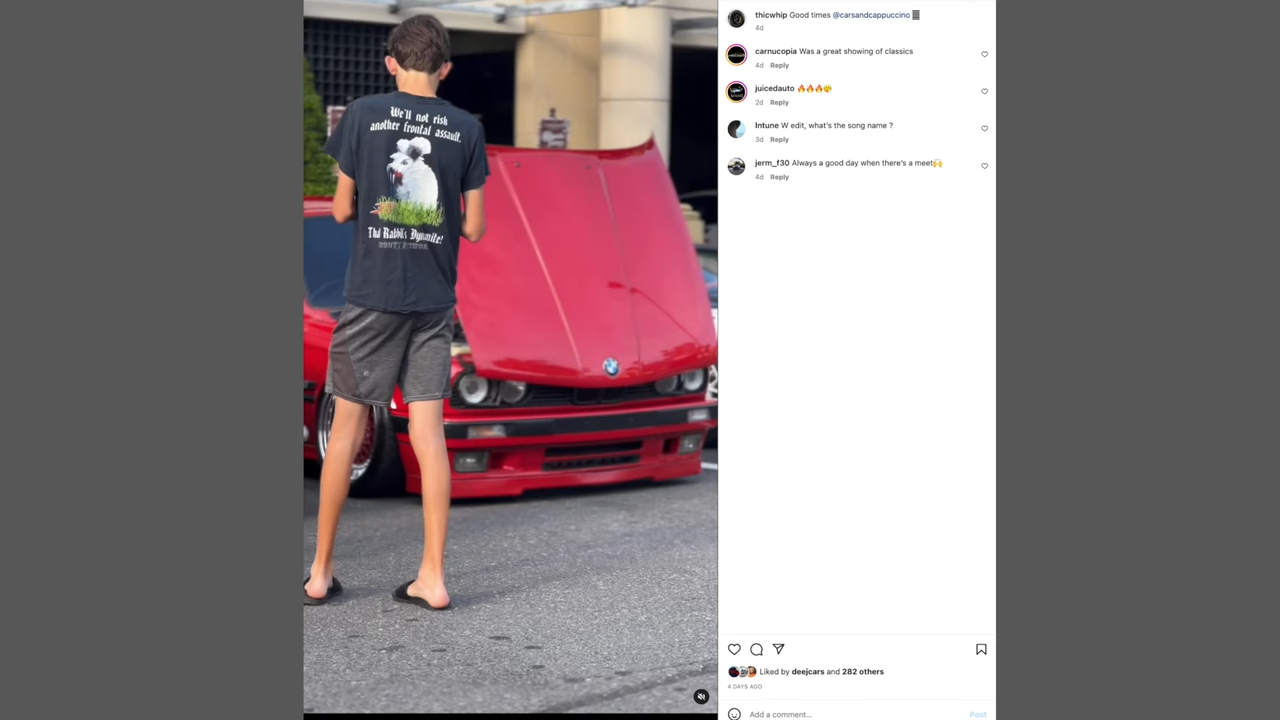 We'll not risk
another frontal assault.
That Rabbit's Dynamite!
thicwhip Good times @carsandcappuccino
4d
carnucopia Was a great showing of classics
4d Reply
juicedauto 🔥🔥🔥
2d Reply
Intune W edit, what's the song name ?
3d Reply
jerm_f30 Always a good day when there's a meet🙌
4d Reply
Liked by deejcars and 282 others
4 DAYS AGO
Add a comment...
Post